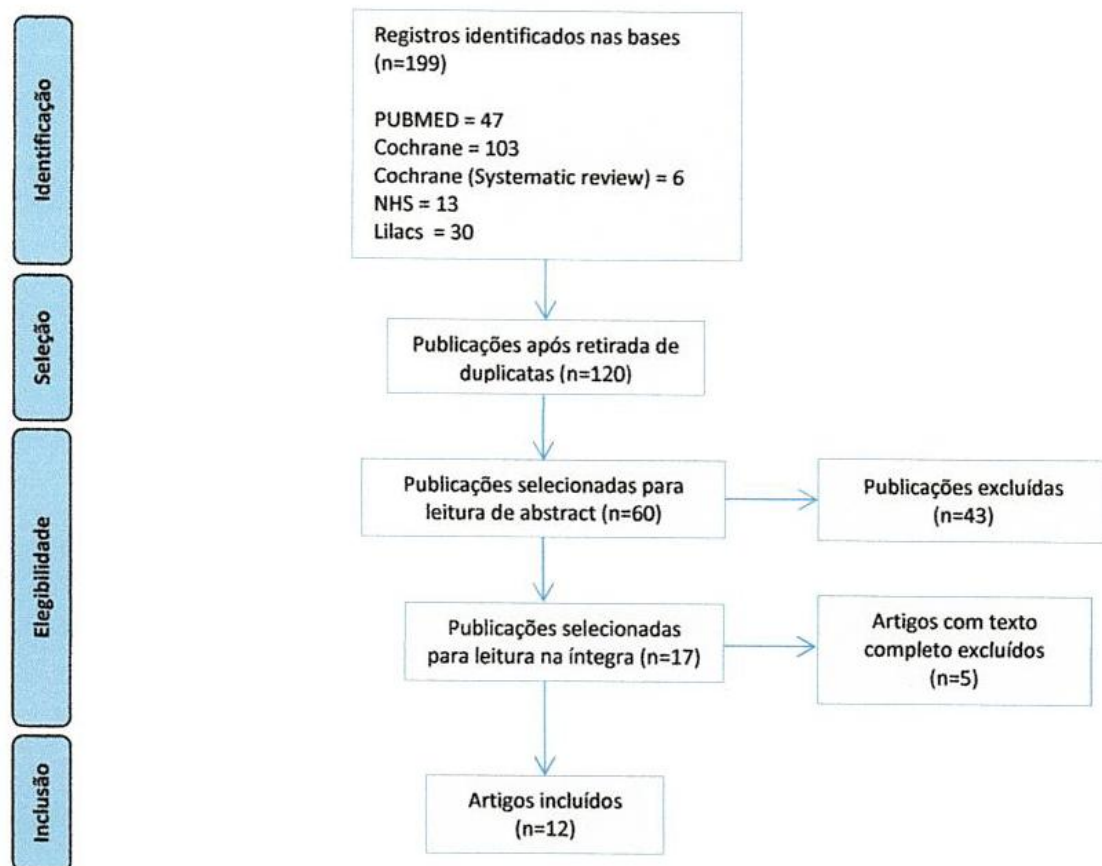 Identificação
Registros identificados nas bases
(n=199)
PUBMED = 47
Cochrane = 103
Cochrane (Systematic review) = 6
NHS = 13
Lilacs = 30
Seleção
Publicações após retirada de
duplicatas (n=120)
Elegibilidade
Publicações selecionadas para
leitura de abstract (n=60)
Publicações excluídas
(n=43)
Publicações selecionadas
para leitura na íntegra (n=17)
Artigos com texto
completo excluídos
(n=5)
Inclusão
Artigos incluídos
(n=12)